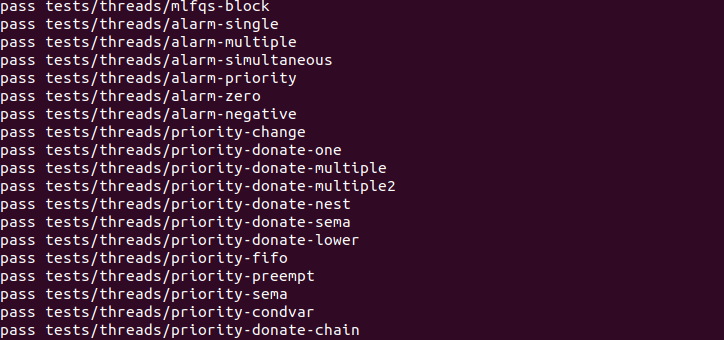 pass tests/threads/mlfqs-block
pass tests/threads/alarm-single
pass tests/threads/alarm-multiple
pass tests/threads/alarm-simultaneous
pass tests/threads/alarm-priority
pass tests/threads/alarm-zero
pass tests/threads/alarm-negative
pass tests/threads/priority-change
pass tests/threads/priority-donate-one
pass tests/threads/priority-donate-multiple
pass tests/threads/priority-donate-multiple2
pass tests/threads/priority-donate-nest
pass tests/threads/priority-donate-sema
pass tests/threads/priority-donate-lower
pass tests/threads/priority-fifo
pass tests/threads/priority-preempt
pass tests/threads/priority-sema
pass tests/threads/priority-condvar
pass tests/threads/priority-donate-chain